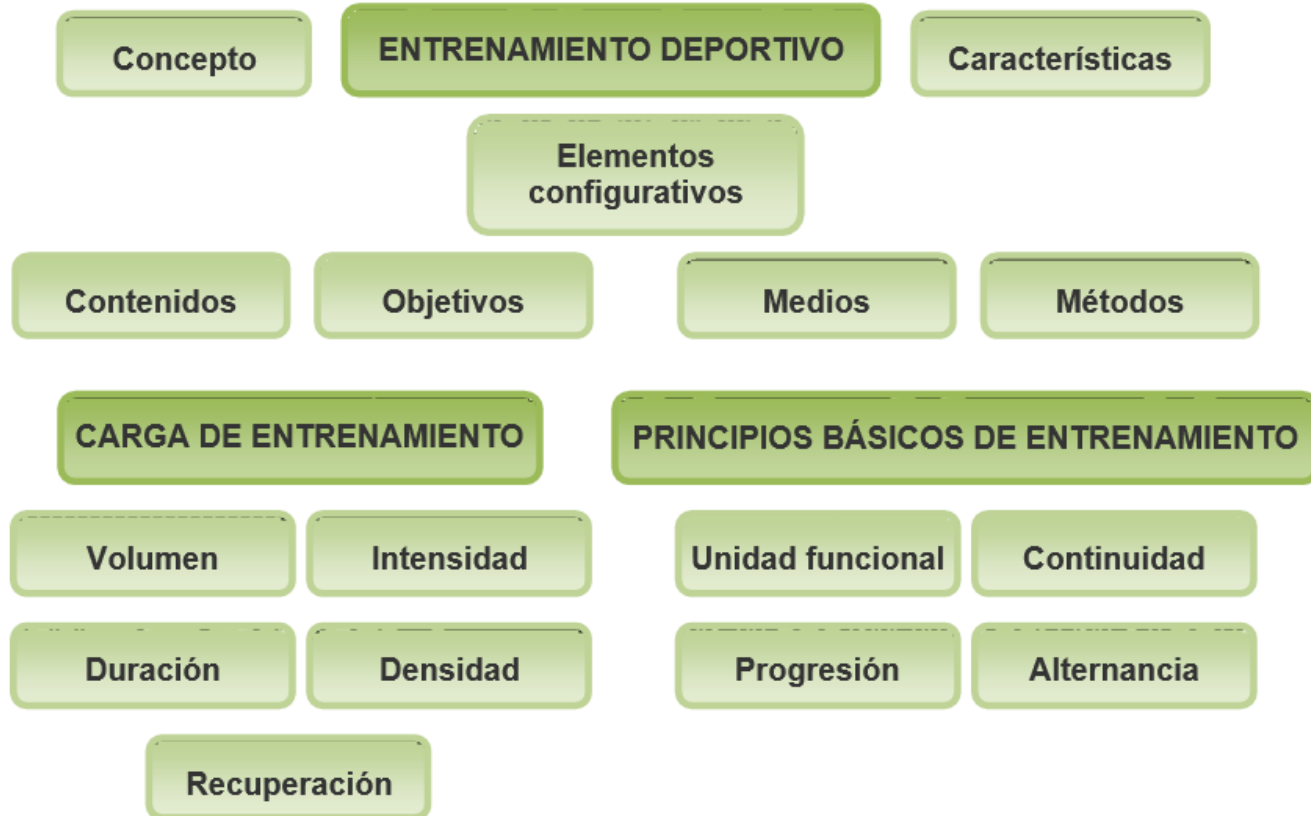 Concepto
ENTRENAMIENTO DEPORTIVO
Características
Elementos
configurativos
Contenidos
Objetivos
Medios
Métodos
CARGA DE ENTRENAMIENTO
PRINCIPIOS BÁSICOS DE ENTRENAMIENTO
Volumen
Intensidad
Unidad funcional
Continuidad
Duración
Densidad
Progresión
Alternancia
Recuperación